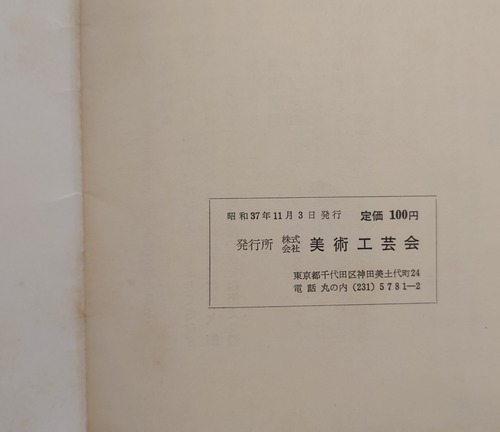 昭和37年11月3日発行 定価 100円
発行所 株式会社 美術工芸会
東京都千代田区神田美土代町24
電話 丸の内 (231) 5781—2